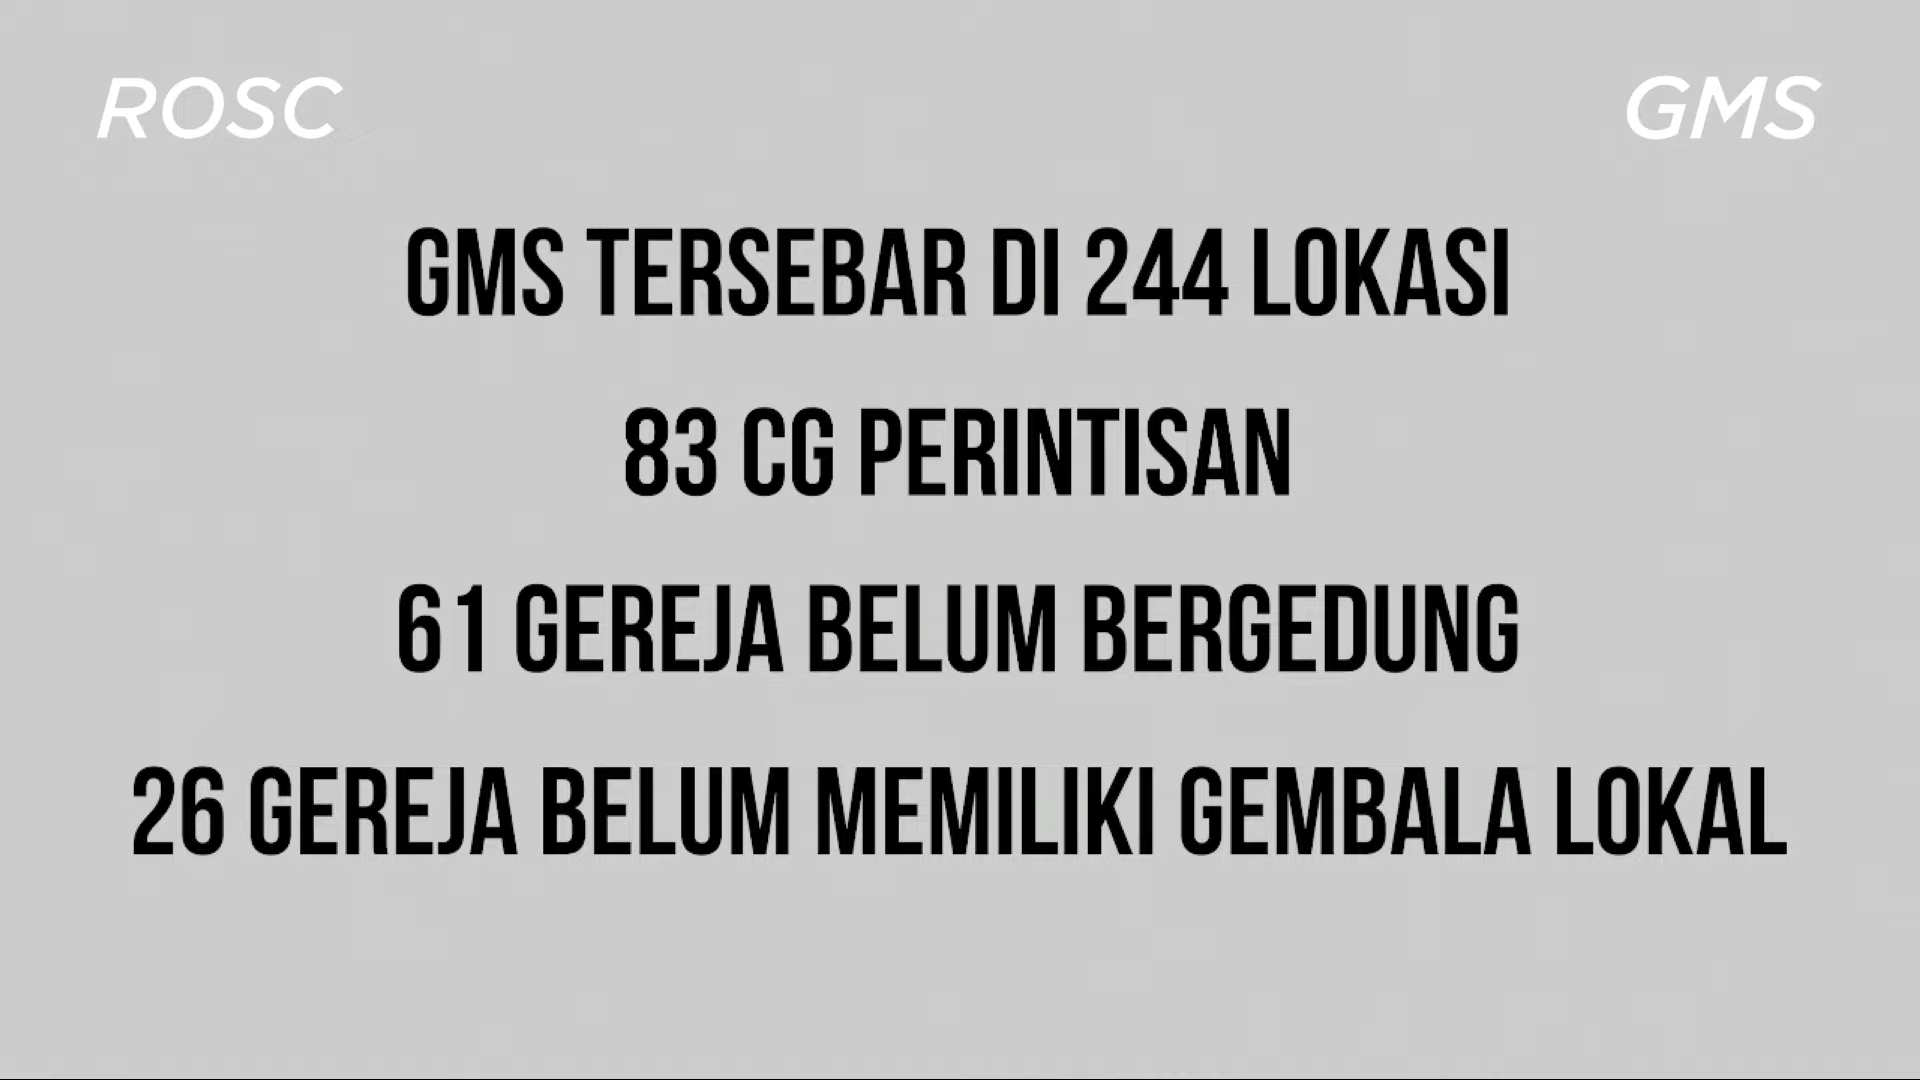 ROSC
GMS
GMS TERSEBAR DI 244 LOKASI
83 CG PERINTISAN
61 GEREJA BELUM BERGEDUNG
26 GEREJA BELUM MEMILIKI GEMBALA LOKAL